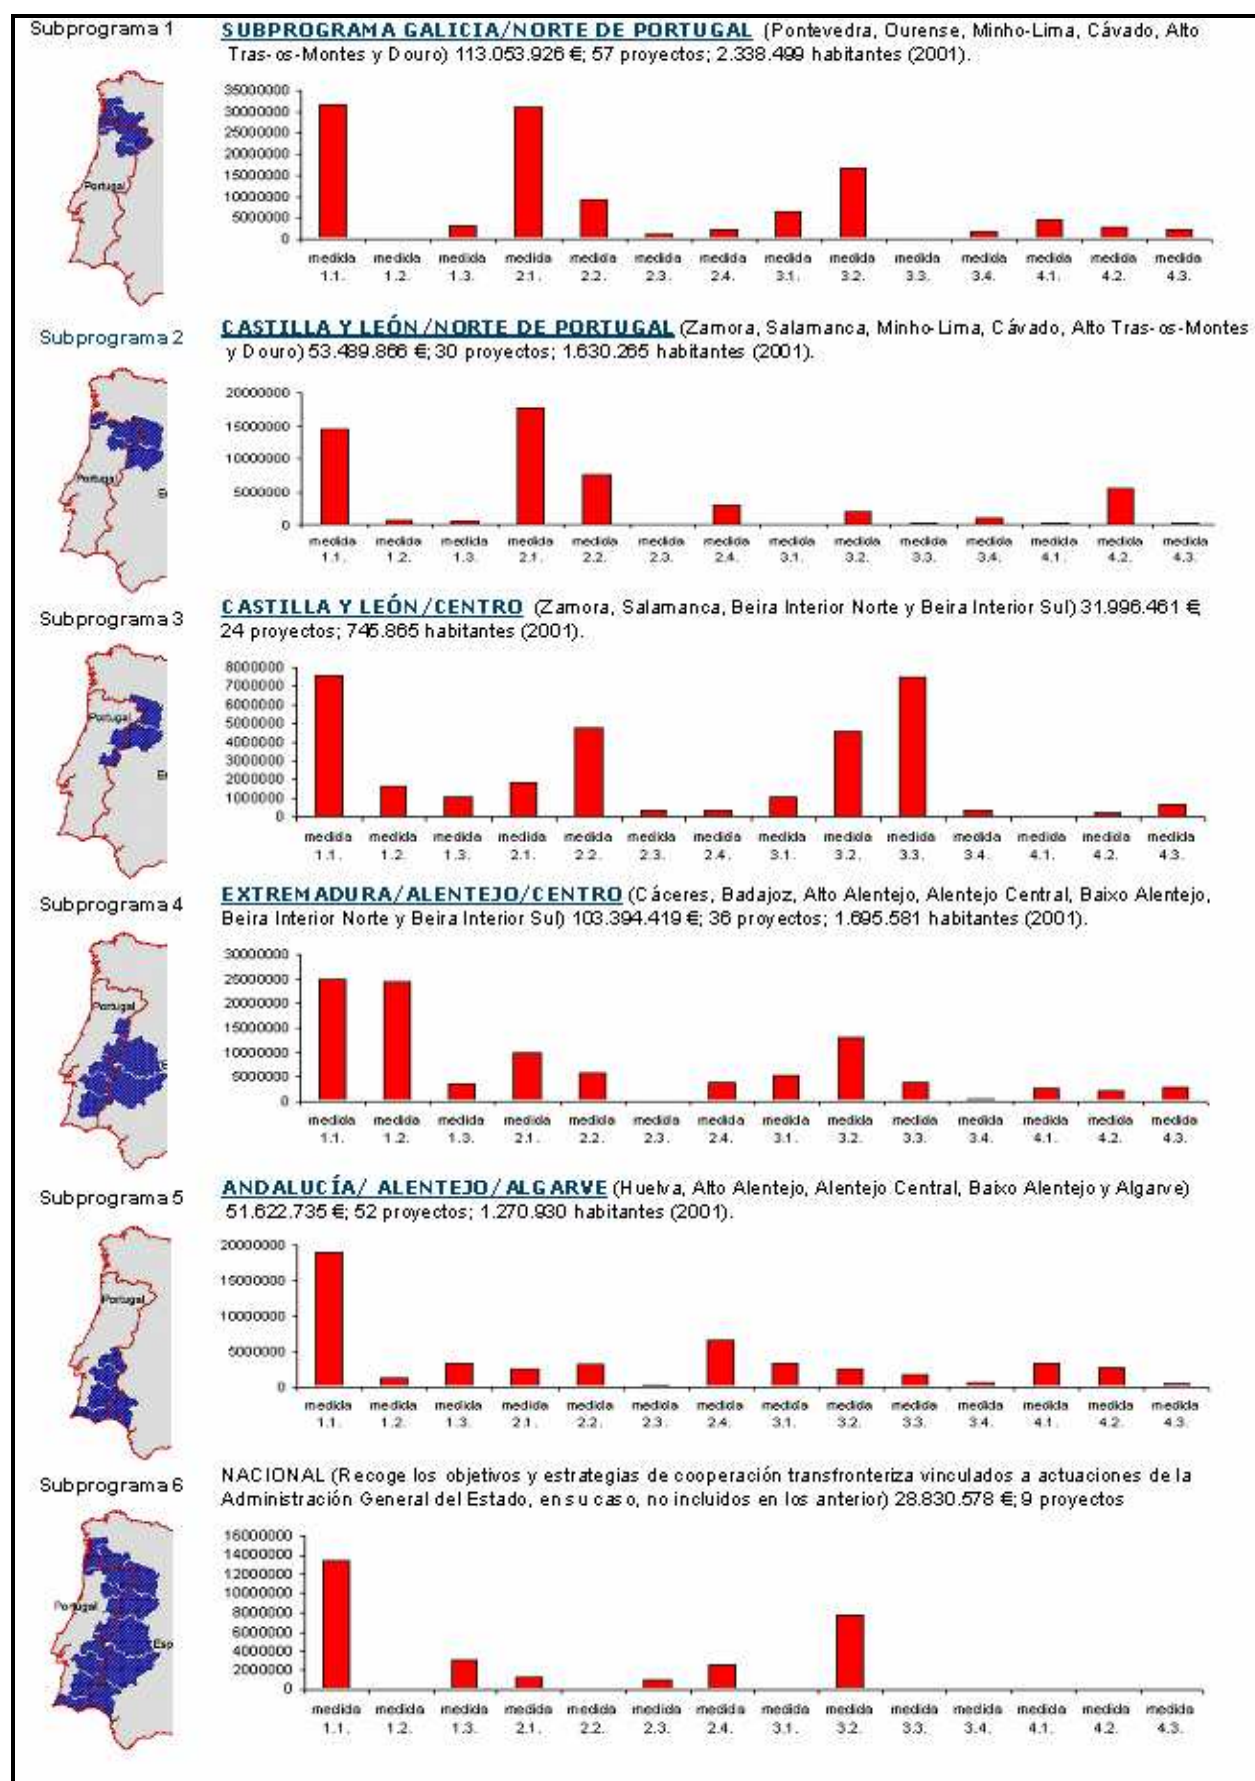 Subprograma 1
SUBPROGRAMA GALICIA/NORTE DE PORTUGAL (Pontevedra, Ourense, Minho-Lima, Cávado, Alto
Tras-os-Montes y Douro) 113.053.926 €; 57 proyectos; 2.338.499 habitantes (2001).
Portugal
35000000
30000000
25000000
20000000
15000000
10000000
5000000
0
medida medida medida medida medida medida medida medida medida medida medida medida medida medida
1.1. 1.2. 1.3. 2.1. 2.2. 2.3. 2.4. 3.1. 3.2. 3.3. 3.4. 4.1. 4.2. 4.3.
Subprograma 2
CASTILLA Y LEÓN/NORTE DE PORTUGAL (Zamora, Salamanca, Minho-Lima, Cávado, Alto Tras-os-Montes
y Douro) 53.489.866 €; 30 proyectos; 1.630.265 habitantes (2001).
Portugal
E
20000000
15000000
10000000
5000000
0
medida medida medida medida medida medida medida medida medida medida medida medida medida medida
1.1. 1.2. 1.3. 2.1. 2.2. 2.3. 2.4. 3.1. 3.2. 3.3. 3.4. 4.1. 4.2. 4.3.
Subprograma 3
CASTILLA Y LEÓN/CENTRO (Zamora, Salamanca, Beira Interior Norte y Beira Interior Sul) 31.996.461 €,
24 proyectos; 745.865 habitantes (2001).
Portugal
E
8000000
7000000
6000000
5000000
4000000
3000000
2000000
1000000
0
medida medida medida medida medida medida medida medida medida medida medida medida medida medida
1.1. 1.2. 1.3. 2.1. 2.2. 2.3. 2.4. 3.1. 3.2. 3.3. 3.4. 4.1. 4.2. 4.3.
Subprograma 4
EXTREMADURA/ALENTEJO/CENTRO (Cáceres, Badajoz, Alto Alentejo, Alentejo Central, Baixo Alentejo,
Beira Interior Norte y Beira Interior Sul) 103.394.419 €; 36 proyectos; 1.695.581 habitantes (2001).
Portugal
30000000
25000000
20000000
15000000
10000000
5000000
0
medida medida medida medida medida medida medida medida medida medida medida medida medida medida
1.1. 1.2. 1.3. 2.1. 2.2. 2.3. 2.4. 3.1. 3.2. 3.3. 3.4. 4.1. 4.2. 4.3.
Subprograma 5
ANDALUCÍA/ ALENTEJO/ALGARVE (Huelva, Alto Alentejo, Alentejo Central, Baixo Alentejo y Algarve)
51.622.735 €; 52 proyectos; 1.270.930 habitantes (2001).
Portugal
20000000
15000000
10000000
5000000
0
medida medida medida medida medida medida medida medida medida medida medida medida medida medida
1.1. 1.2. 1.3. 2.1. 2.2. 2.3. 2.4. 3.1. 3.2. 3.3. 3.4. 4.1. 4.2. 4.3.
Subprograma 6
NACIONAL (Recoge los objetivos y estrategias de cooperación transfronteriza vinculados a actuaciones de la
Administración General del Estado, en su caso, no incluidos en los anterior) 28.830.578 €; 9 proyectos
Portugal
Esp
16000000
14000000
12000000
10000000
8000000
6000000
4000000
2000000
0
medida medida medida medida medida medida medida medida medida medida medida medida medida medida
1.1. 1.2. 1.3. 2.1. 2.2. 2.3. 2.4. 3.1. 3.2. 3.3. 3.4. 4.1. 4.2. 4.3.